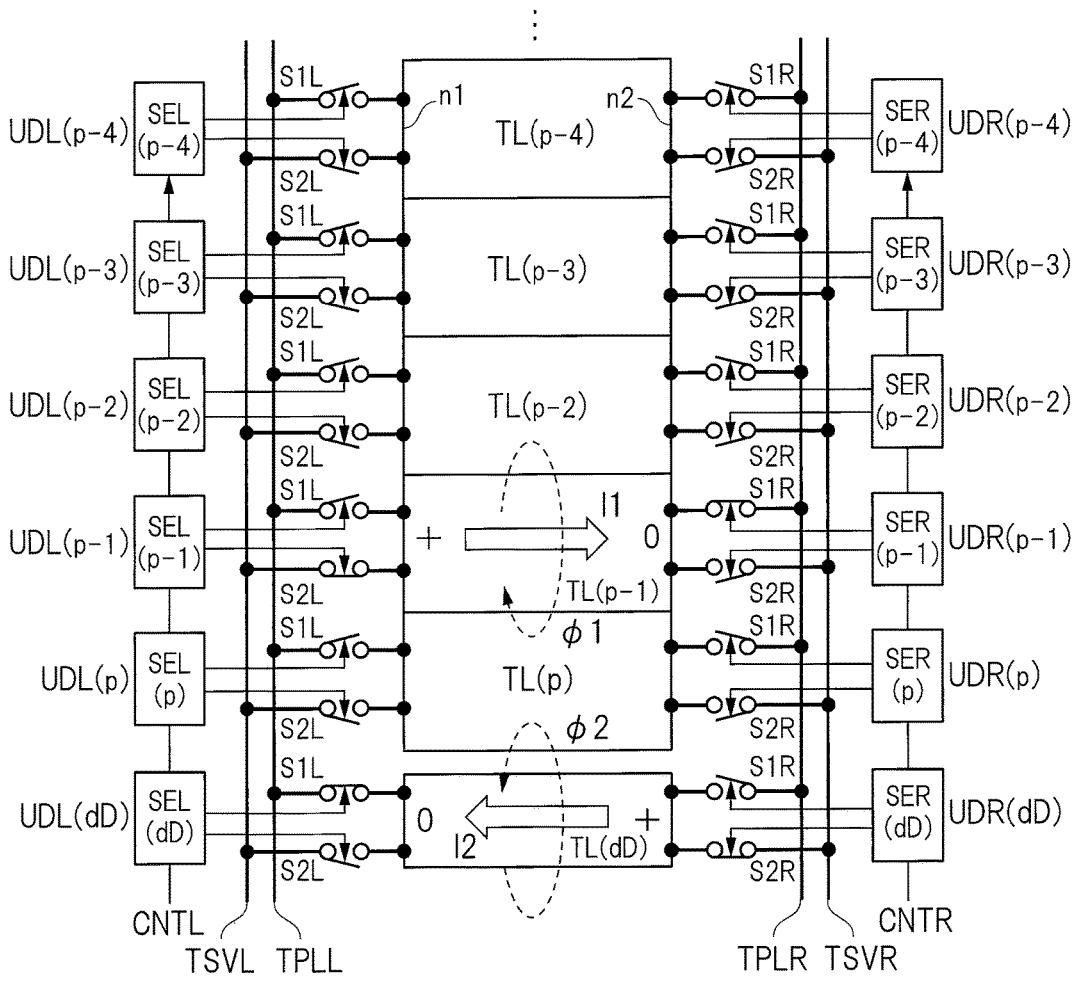 ⋮
S1L S1R
SEL (p-4) n1 n2 SER (p-4)
UDL(p-4) TL(p-4) UDR(p-4)
S2L S2R
S1L S1R
SEL (p-3) SER (p-3)
UDL(p-3) TL(p-3) UDR(p-3)
S2L S2R
S1L S1R
SEL (p-2) SER (p-2)
UDL(p-2) TL(p-2) UDR(p-2)
S2L S2R
S1L I1 S1R
SEL (p-1) + 0 SER (p-1)
UDL(p-1) TL(p-1) UDR(p-1)
S2L S2R
S1L ϕ1 S1R
SEL (p) SER (p)
UDL(p) TL(p) UDR(p)
S2L ϕ2 S2R
S1L S1R
SEL (dD) 0 + SER (dD)
UDL(dD) I2 TL(dD) UDR(dD)
S2L S2R
CNTL CNTR
TSVL TPLL TPLR TSVR